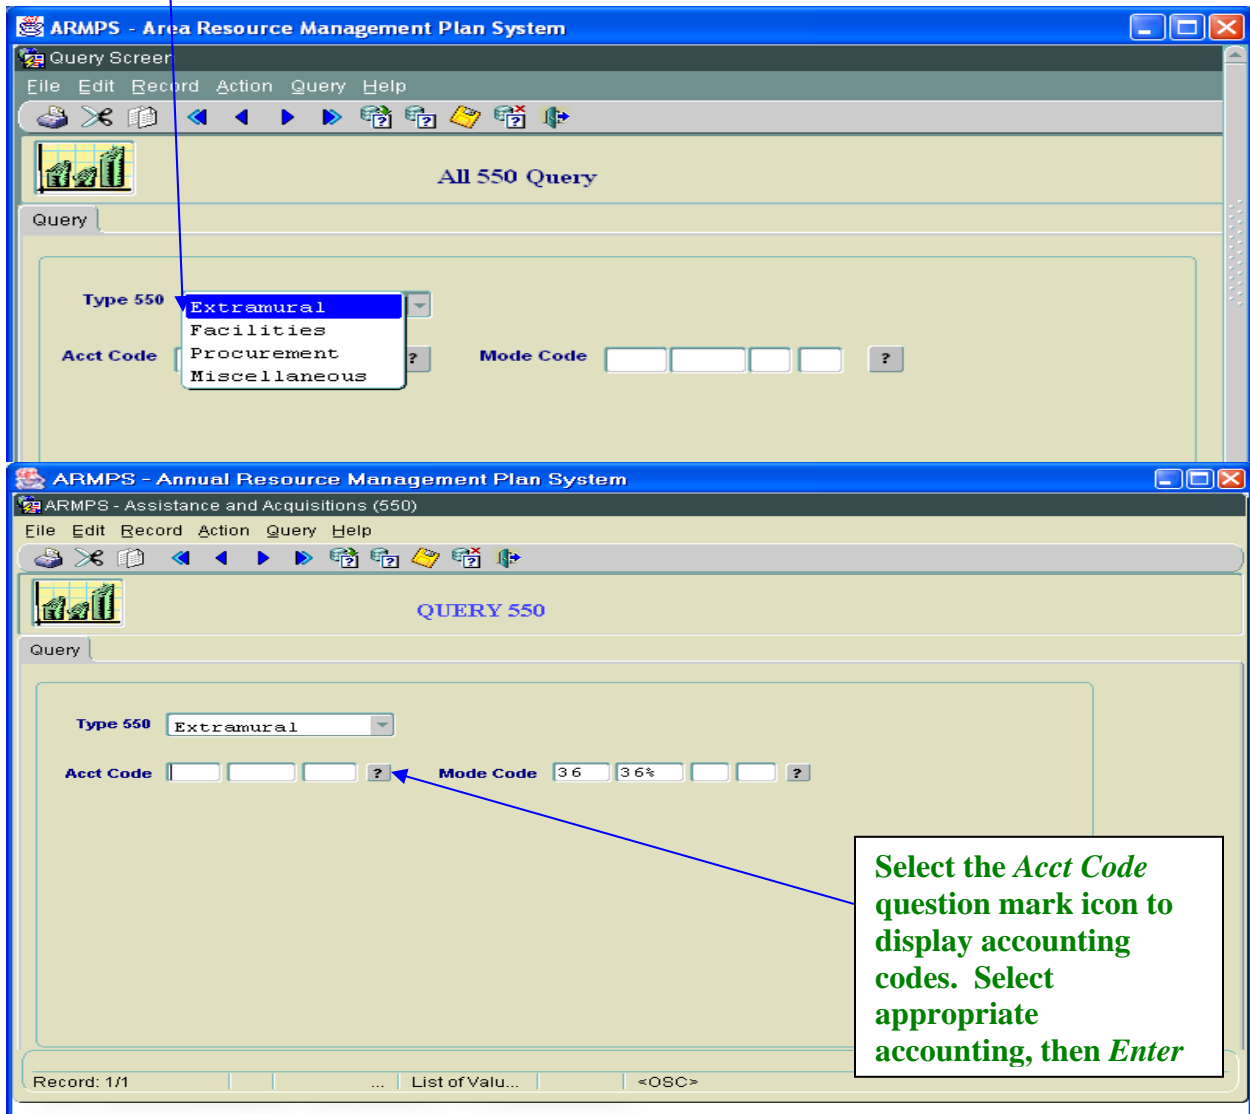 ARMPS - Area Resource Management Plan System
Query Screen
File Edit Record Action Query Help
All 550 Query
Query
Type 550
Extramural
Facilities
Acct Code Procurement ? Mode Code ?
Miscellaneous
ARMPS - Annual Resource Management Plan System
ARMPS - Assistance and Acquisitions (550)
File Edit Record Action Query Help
QUERY 550
Query
Type 550 Extramural
Acct Code ? Mode Code 36 36% ?
Select the Acct Code
question mark icon to
display accounting
codes. Select
appropriate
accounting, then Enter
Record: 1/1 ... List of Valu... <OSC>